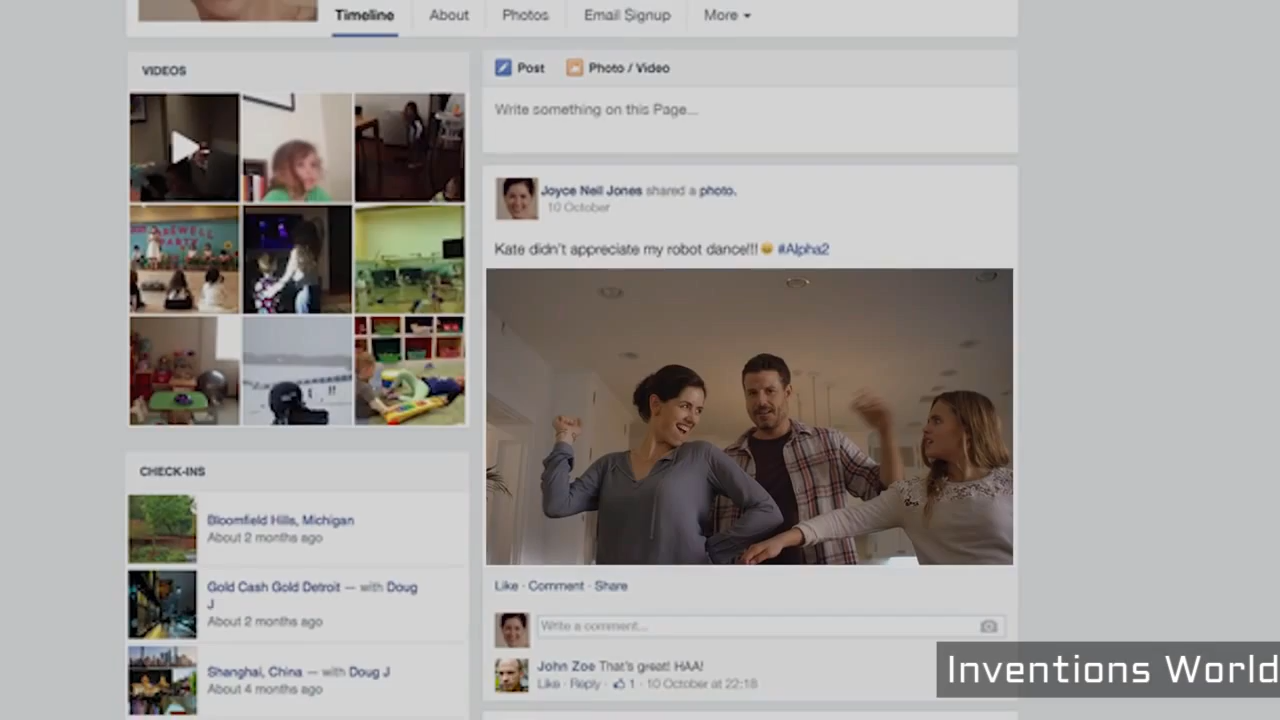 Timeline
About
Photos
Email Signup
More
VIDEOS
Post
Photo / Video
Write something on this Page...
Joyce Neil Jones shared a photo.
10 October
Kate didn't appreciate my robot dance!!! 😄 #Alpha2
FAREWELL
PARTY
CHECK-INS
Bloomfield Hills, Michigan
About 2 months ago
Gold Cash Gold Detroit — with Doug
J
About 2 months ago
Shanghai, China — with Doug J
About 4 months ago
Like · Comment · Share
Write a comment...
John Zoe That's great! HAA!
Like · Reply · 1 · 10 October at 22:18
Inventions World